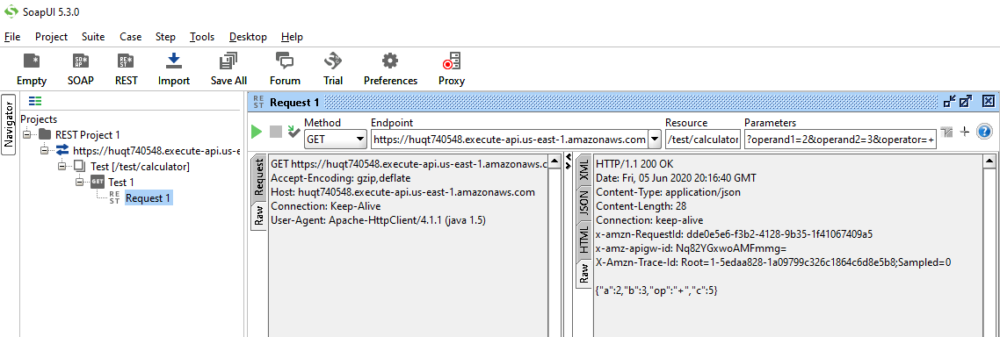 SoapUI 5.3.0
File Project Suite Case Step Tools Desktop Help
Empty SOAP REST Import Save All Forum Trial Preferences Proxy
Navigator
Projects
REST Project 1
https://huqt740548.execute-api.us-e
Test [/test/calculator]
GET Test 1
REST Request 1
REST Request 1
Method Endpoint Resource Parameters
GET https://huqt740548.execute-api.us-east-1.amazonaws.com /test/calculator ?operand1=2&operand2=3&operator=+
Request
Raw
GET https://huqt740548.execute-api.us-east-1.amazonaws.c
Accept-Encoding: gzip,deflate
Host: huqt740548.execute-api.us-east-1.amazonaws.com
Connection: Keep-Alive
User-Agent: Apache-HttpClient/4.1.1 (java 1.5)
XML
JSON
HTML
Raw
HTTP/1.1 200 OK
Date: Fri, 05 Jun 2020 20:16:40 GMT
Content-Type: application/json
Content-Length: 28
Connection: keep-alive
x-amzn-RequestId: dde0e5e6-f3b2-4128-9b35-1f41067409a5
x-amz-apigw-id: Nq82YGxwoAMFmmg=
X-Amzn-Trace-Id: Root=1-5edaa828-1a09799c326c1864c6d8e5b8;Sampled=0
{"a":2,"b":3,"op":"+","c":5}